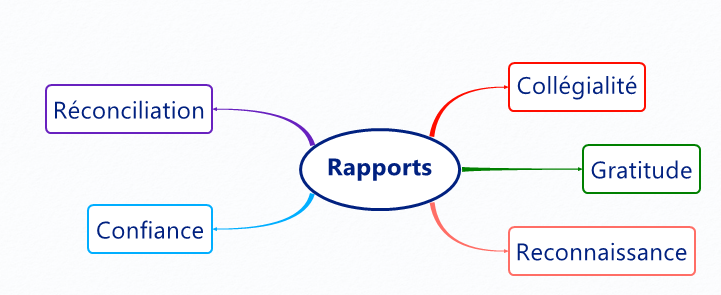 Collégialité
Réconciliation
Rapports
Gratitude
Confiance
Reconnaissance